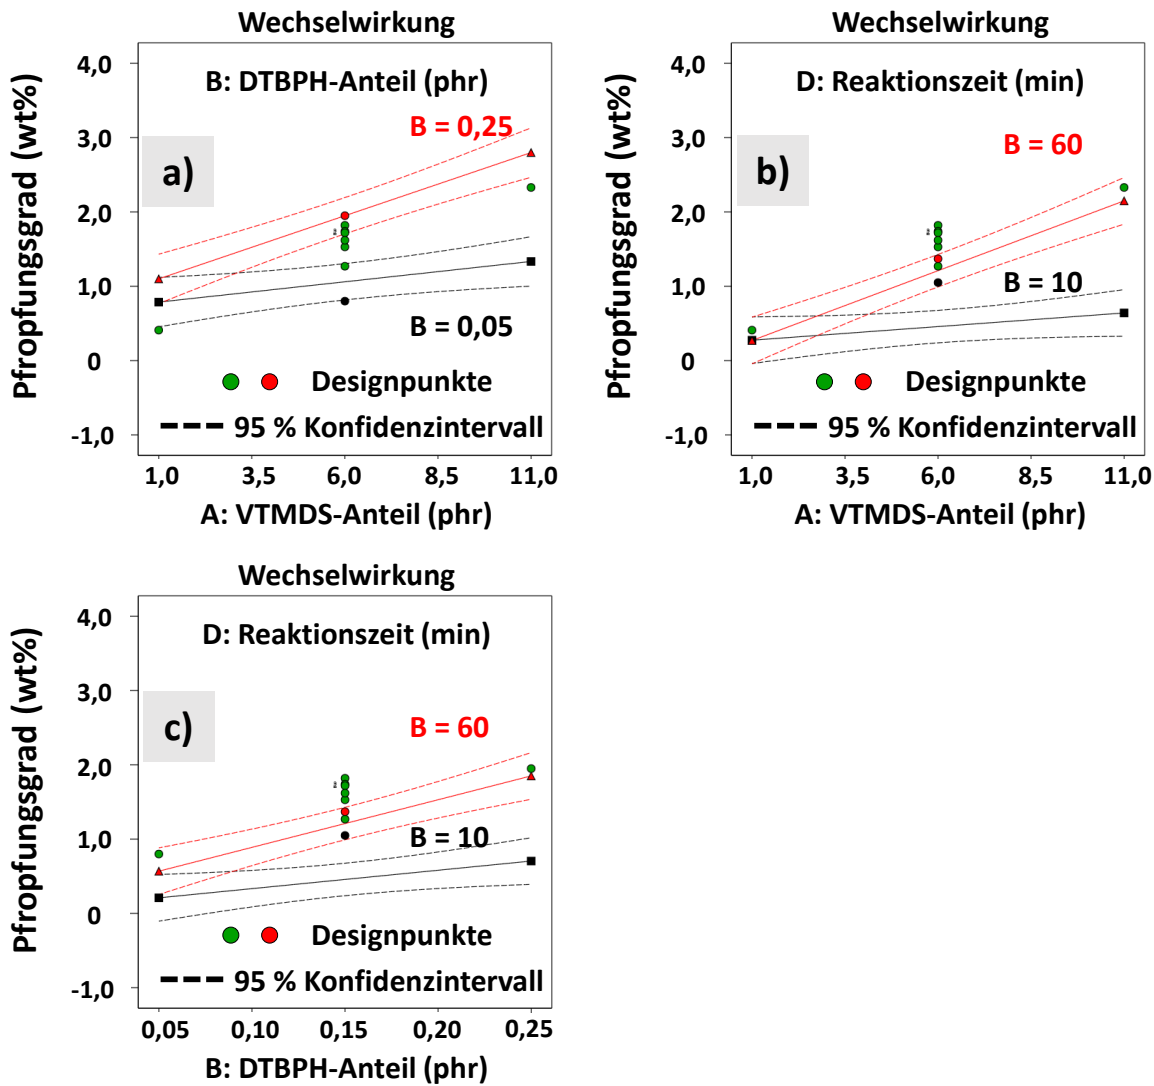 Wechselwirkung
Pfropfungsgrad (wt%)
4,0
3,0
2,0
1,0
0
-1,0
B: DTBPH-Anteil (phr)
B = 0,25
a)
B = 0,05
Designpunkte
95 % Konfidenzintervall
1,0 3,5 6,0 8,5 11,0
A: VTMDS-Anteil (phr)
Wechselwirkung
Pfropfungsgrad (wt%)
4,0
3,0
2,0
1,0
0
-1,0
D: Reaktionszeit (min)
B = 60
b)
B = 10
Designpunkte
95 % Konfidenzintervall
1,0 3,5 6,0 8,5 11,0
A: VTMDS-Anteil (phr)
Wechselwirkung
Pfropfungsgrad (wt%)
4,0
3,0
2,0
1,0
0
-1,0
D: Reaktionszeit (min)
c)
B = 60
B = 10
Designpunkte
95 % Konfidenzintervall
0,05 0,10 0,15 0,20 0,25
B: DTBPH-Anteil (phr)